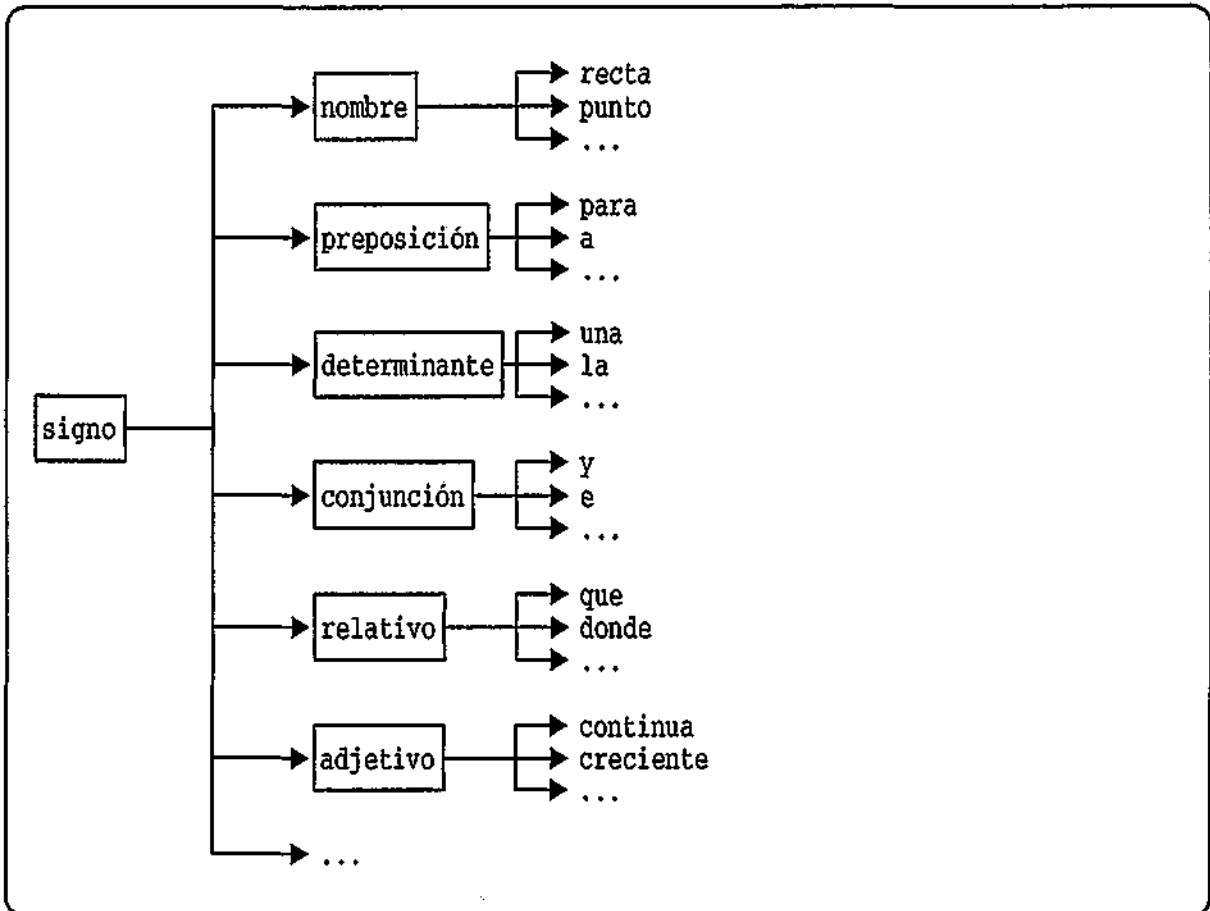 recta
nombre
punto
...
para
preposición
a
...
una
determinante
la
...
signo
y
conjunción
e
...
que
relativo
donde
...
continua
adjetivo
creciente
...
...